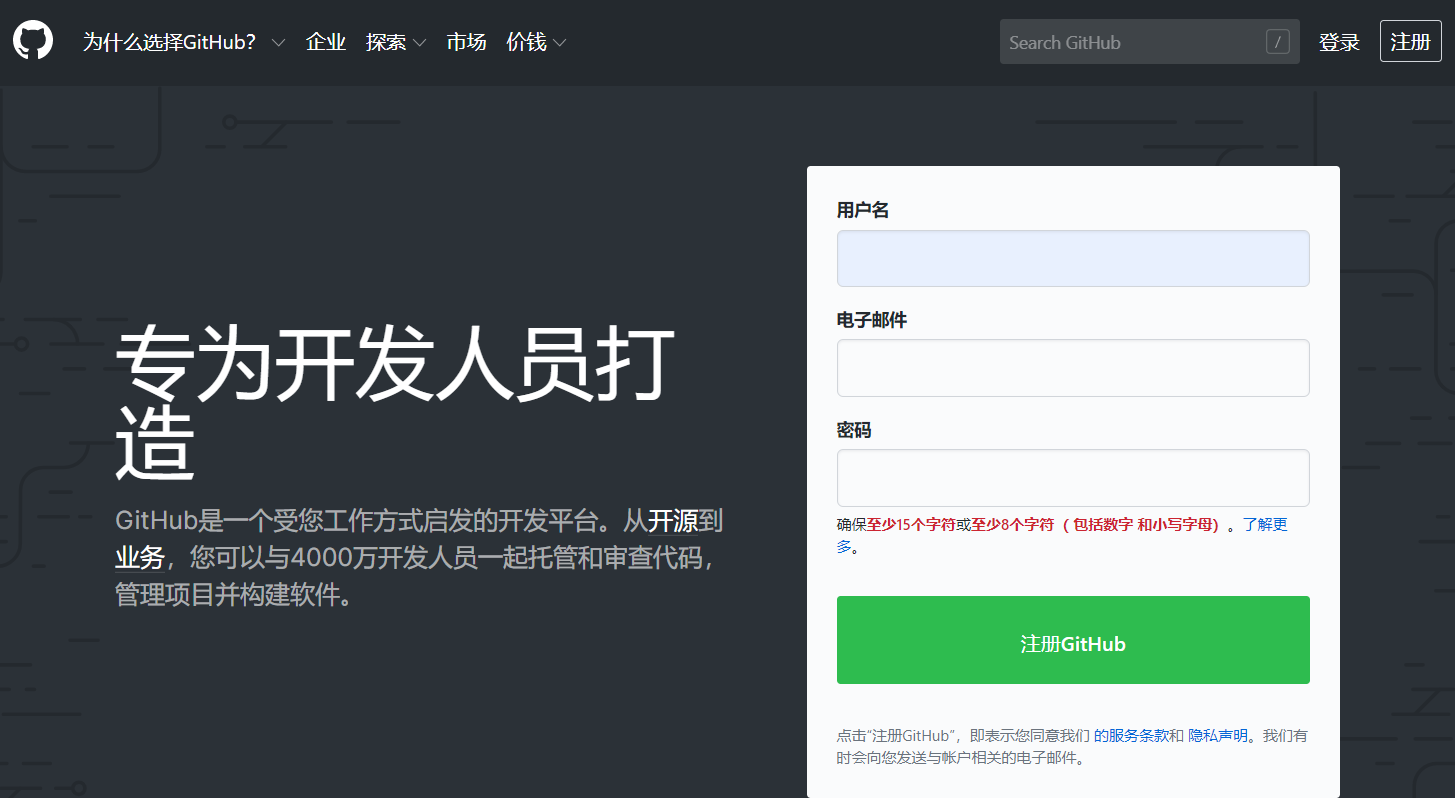 为什么选择GitHub? 企业 探索 市场 价钱 Search GitHub / 登录 注册
专为开发人员打
造
GitHub是一个受您工作方式启发的开发平台。从开源到
业务，您可以与4000万开发人员一起托管和审查代码，
管理项目并构建软件。
用户名
电子邮件
密码
确保至少15个字符或至少8个字符（ 包括数字 和小写字母）。了解更
多。
注册GitHub
点击“注册GitHub”，即表示您同意我们 的服务条款和 隐私声明。我们有
时会向您发送与帐户相关的电子邮件。